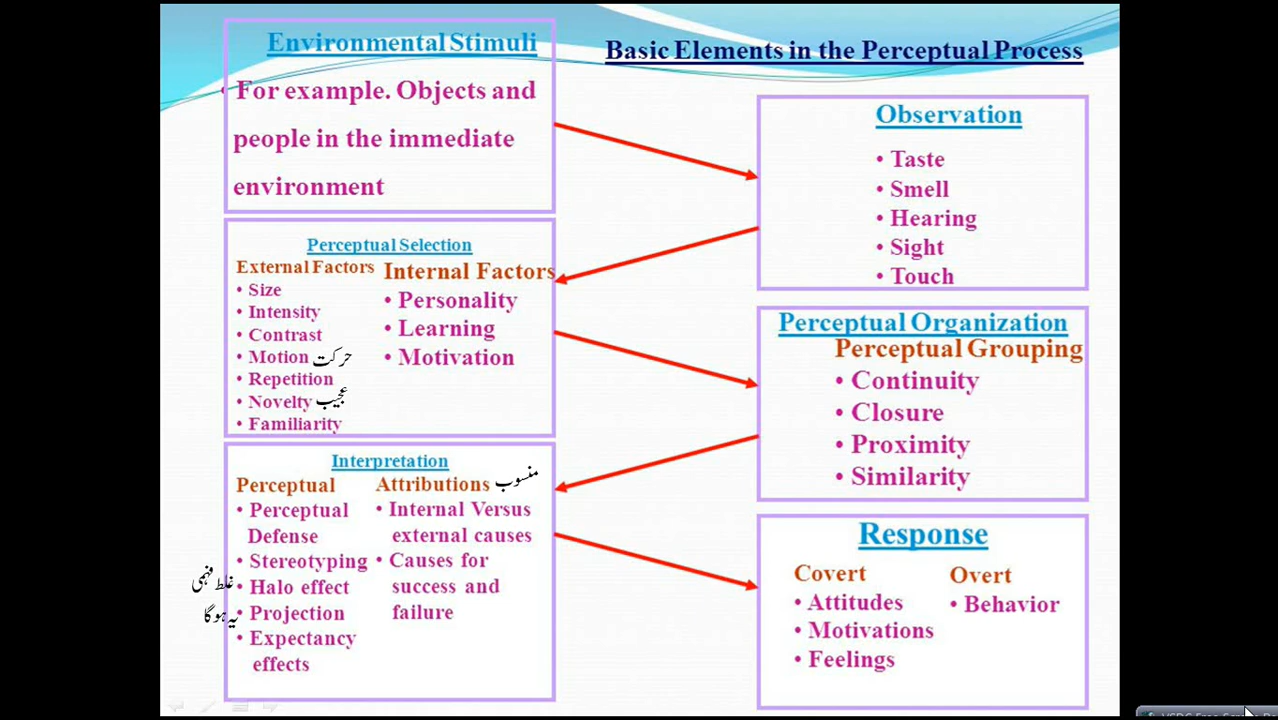 Environmental Stimuli
For example. Objects and
people in the immediate
environment
Basic Elements in the Perceptual Process
Observation
• Taste
• Smell
• Hearing
• Sight
• Touch
Perceptual Selection
External Factors
• Size
• Intensity
• Contrast
• Motion حرکت
• Repetition
• Novelty عجیب
• Familiarity
Internal Factors
• Personality
• Learning
• Motivation
Perceptual Organization
Perceptual Grouping
• Continuity
• Closure
• Proximity
• Similarity
Interpretation
Perceptual
• Perceptual
Defense
• Stereotyping
• Halo effect غلط فہمی
• Projection یہ ہوگا
• Expectancy
effects
Attributions منسوب
• Internal Versus
external causes
• Causes for
success and
failure
Response
Covert
• Attitudes
• Motivations
• Feelings
Overt
• Behavior